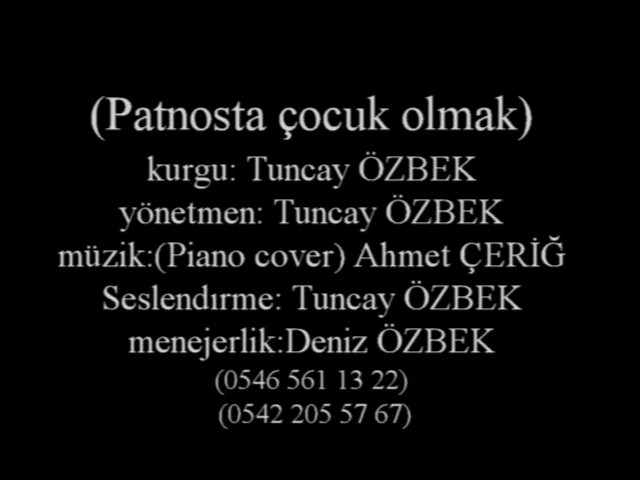 (Patnosta çocuk olmak)
kurgu: Tuncay ÖZBEK
yönetmen: Tuncay ÖZBEK
müzik:(Piano cover) Ahmet ÇERİĞ
Seslendırme: Tuncay ÖZBEK
menejerlik:Deniz ÖZBEK
(0546 561 13 22)
(0542 205 57 67)